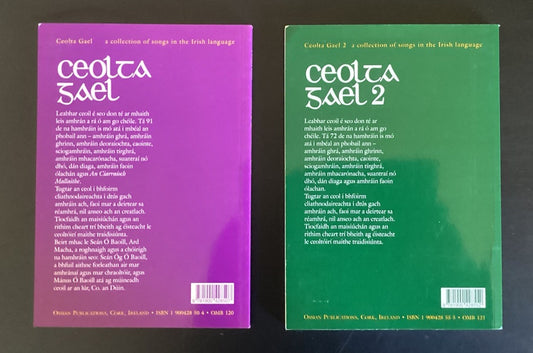 Ceolta Gael a collection of songs in the Irish language
ceolta
gael
Leabhar ceoil é seo don té ar mhaith
leis amhráin a rá ó am go chéile. Tá 91
de na hamhráin is mó atá i mbéal an
phobail ann – amhráin ghrá, amhráin
ghrinn, amhráin deoraíochta, caointe,
sciogamhráin, amhráin tírghrá,
amhráin mhacarónacha, suantraí nó
dhó, dán diaga, amhráin faoin
ólachan agus An Ciarraíoch
Mallaithe.
Tugtar an ceol i bhfoirm
chathnodaireachta i dtús gach
amhráin ach, faoi mar a deirtear sa
réamhrá, níl anseo ach an creatlach.
Tiocfaidh an maisiúchán agus an
rithim cheart trí bheith ag éisteacht
le ceoltóirí maithe traidisiúnta.
Beirt mhac le Seán Ó Baoill, Ard
Macha, a roghnaigh agus a chóirigh
na hamhráin seo: Seán Óg Ó Baoill,
a bhfuil aithne forleathan air mar
amhránaí agus mar chraoltóir, agus
Mánus Ó Baoill atá ag múineadh
ceoil ar an Iúr, Co. an Dúin.
Ossian Publications, Cork, Ireland • ISBN 1 900428 50 4 • OMB 120
Ceolta Gael 2 a collection of songs in the Irish language
ceolta
gael 2
Leabhar ceoil é seo don té ar mhaith
leis amhráin a rá ó am go chéile.
Tá 72 de na hamhráin is mó
atá i mbéal an phobail ann –
amhráin ghrá, amhráin ghrinn,
amhráin deoraíochta, caointe,
sciogamhráin, amhráin tírghrá,
amhráin mhacarónacha, suantraí nó
dhó, dán diaga, amhráin faoin
ólachan.
Tugtar an ceol i bhfoirm
chathnodaireachta i dtús gach
amhráin ach, faoi mar a deirtear sa
réamhrá, níl anseo ach an creatlach.
Tiocfaidh an maisiúchán agus an
rithim cheart trí bheith ag éisteacht
le ceoltóirí maithe traidisiúnta.
Ossian Publications, Cork, Ireland • ISBN 1 900428 55 5 • OMB 121